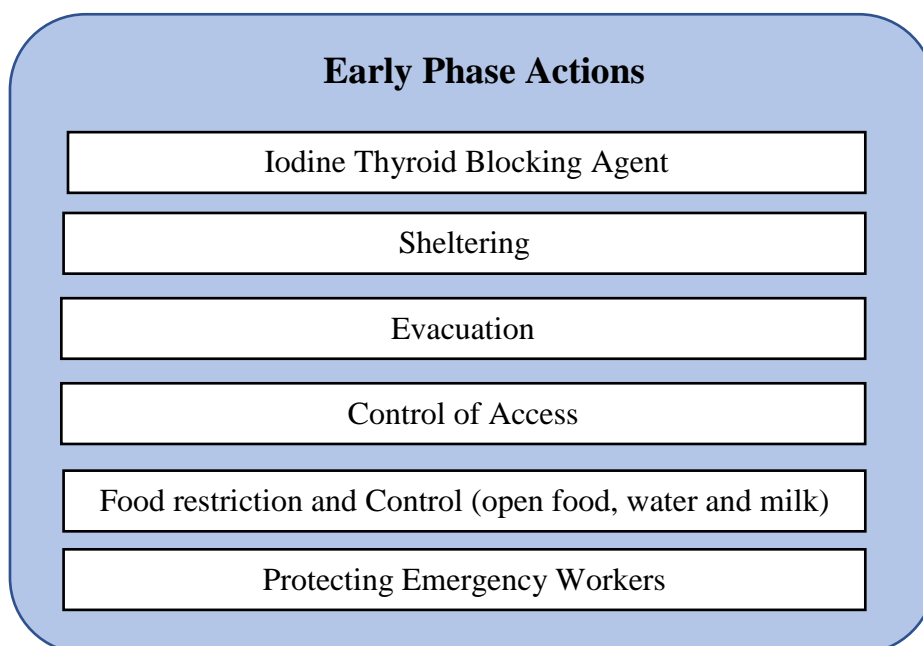 Early Phase Actions
Iodine Thyroid Blocking Agent
Sheltering
Evacuation
Control of Access
Food restriction and Control (open food, water and milk)
Protecting Emergency Workers